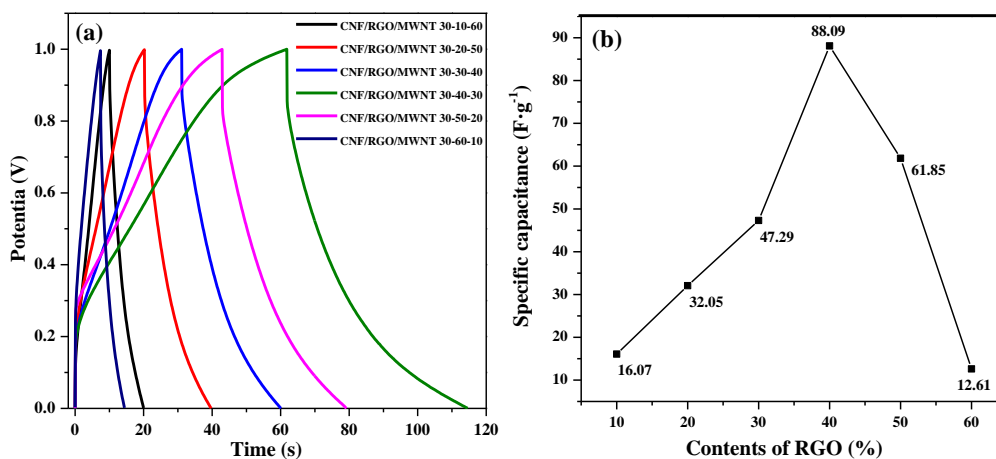 (a)
CNF/RGO/MWNT 30-10-60
CNF/RGO/MWNT 30-20-50
CNF/RGO/MWNT 30-30-40
CNF/RGO/MWNT 30-40-30
CNF/RGO/MWNT 30-50-20
CNF/RGO/MWNT 30-60-10
Potentia (V)
1.0
0.8
0.6
0.4
0.2
0.0
0 20 40 60 80 100 120
Time (s)
(b)
Specific capacitance (F·g⁻¹)
90
80
70
60
50
40
30
20
10
88.09
61.85
47.29
32.05
16.07
12.61
10 20 30 40 50 60
Contents of RGO (%)